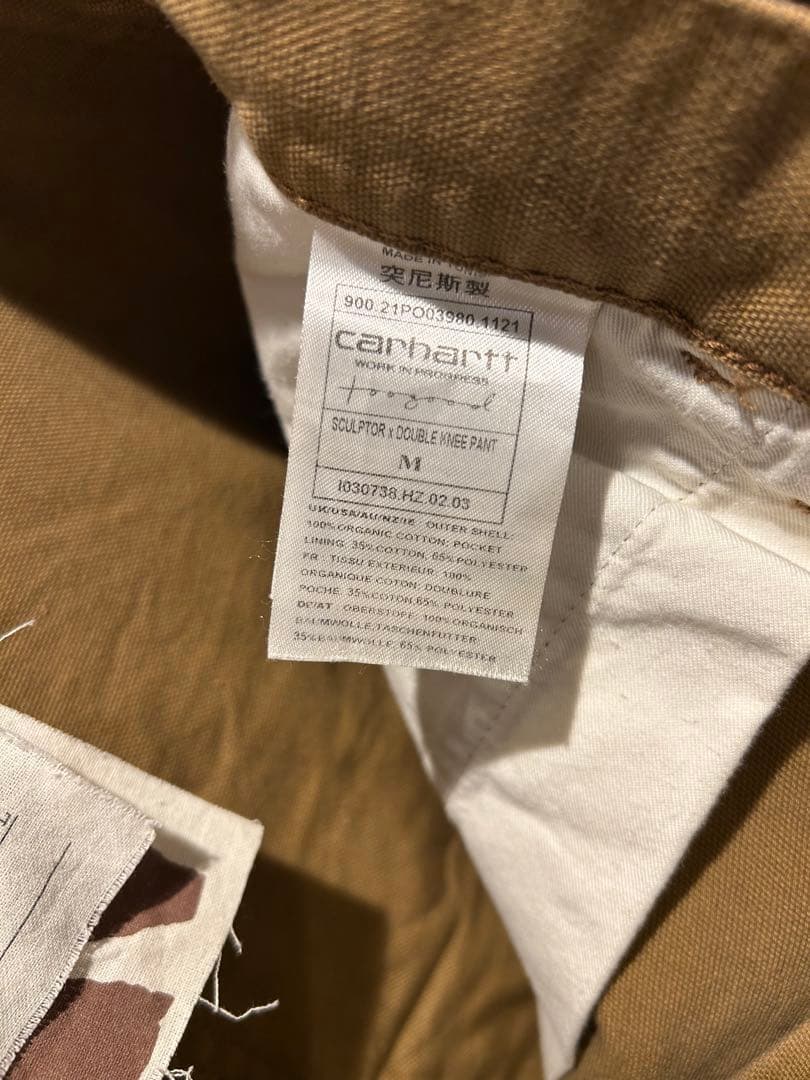 MADE IN TUNIS
突尼斯製
900.21PO03980.1121
carhartt
WORK IN PROGRESS
toogood
SCULPTOR x DOUBLE KNEE PANT
M
I030738.HZ.02.03
UK/USA/AU/NZ/IE OUTER SHELL:
100% ORGANIC COTTON; POCKET
LINING: 35% COTTON, 65% POLYESTER
FR : TISSU EXTERIEUR: 100%
ORGANIQUE COTON; DOUBLURE
POCHE: 35% COTON, 65% POLYESTER
DE/AT : OBERSTOFF: 100% ORGANISCH
BAUMWOLLE,TASCHENFUTTER:
35% BAUMWOLLE, 65% POLYESTER